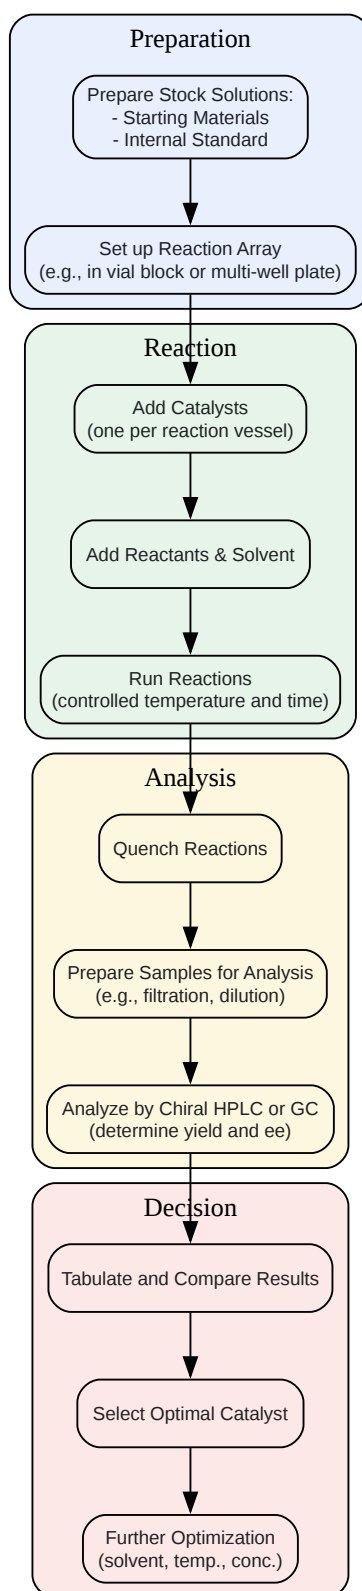 Preparation
Prepare Stock Solutions:
- Starting Materials
- Internal Standard
Set up Reaction Array
(e.g., in vial block or multi-well plate)
Reaction
Add Catalysts
(one per reaction vessel)
Add Reactants & Solvent
Run Reactions
(controlled temperature and time)
Analysis
Quench Reactions
Prepare Samples for Analysis
(e.g., filtration, dilution)
Analyze by Chiral HPLC or GC
(determine yield and ee)
Decision
Tabulate and Compare Results
Select Optimal Catalyst
Further Optimization
(solvent, temp., conc.)